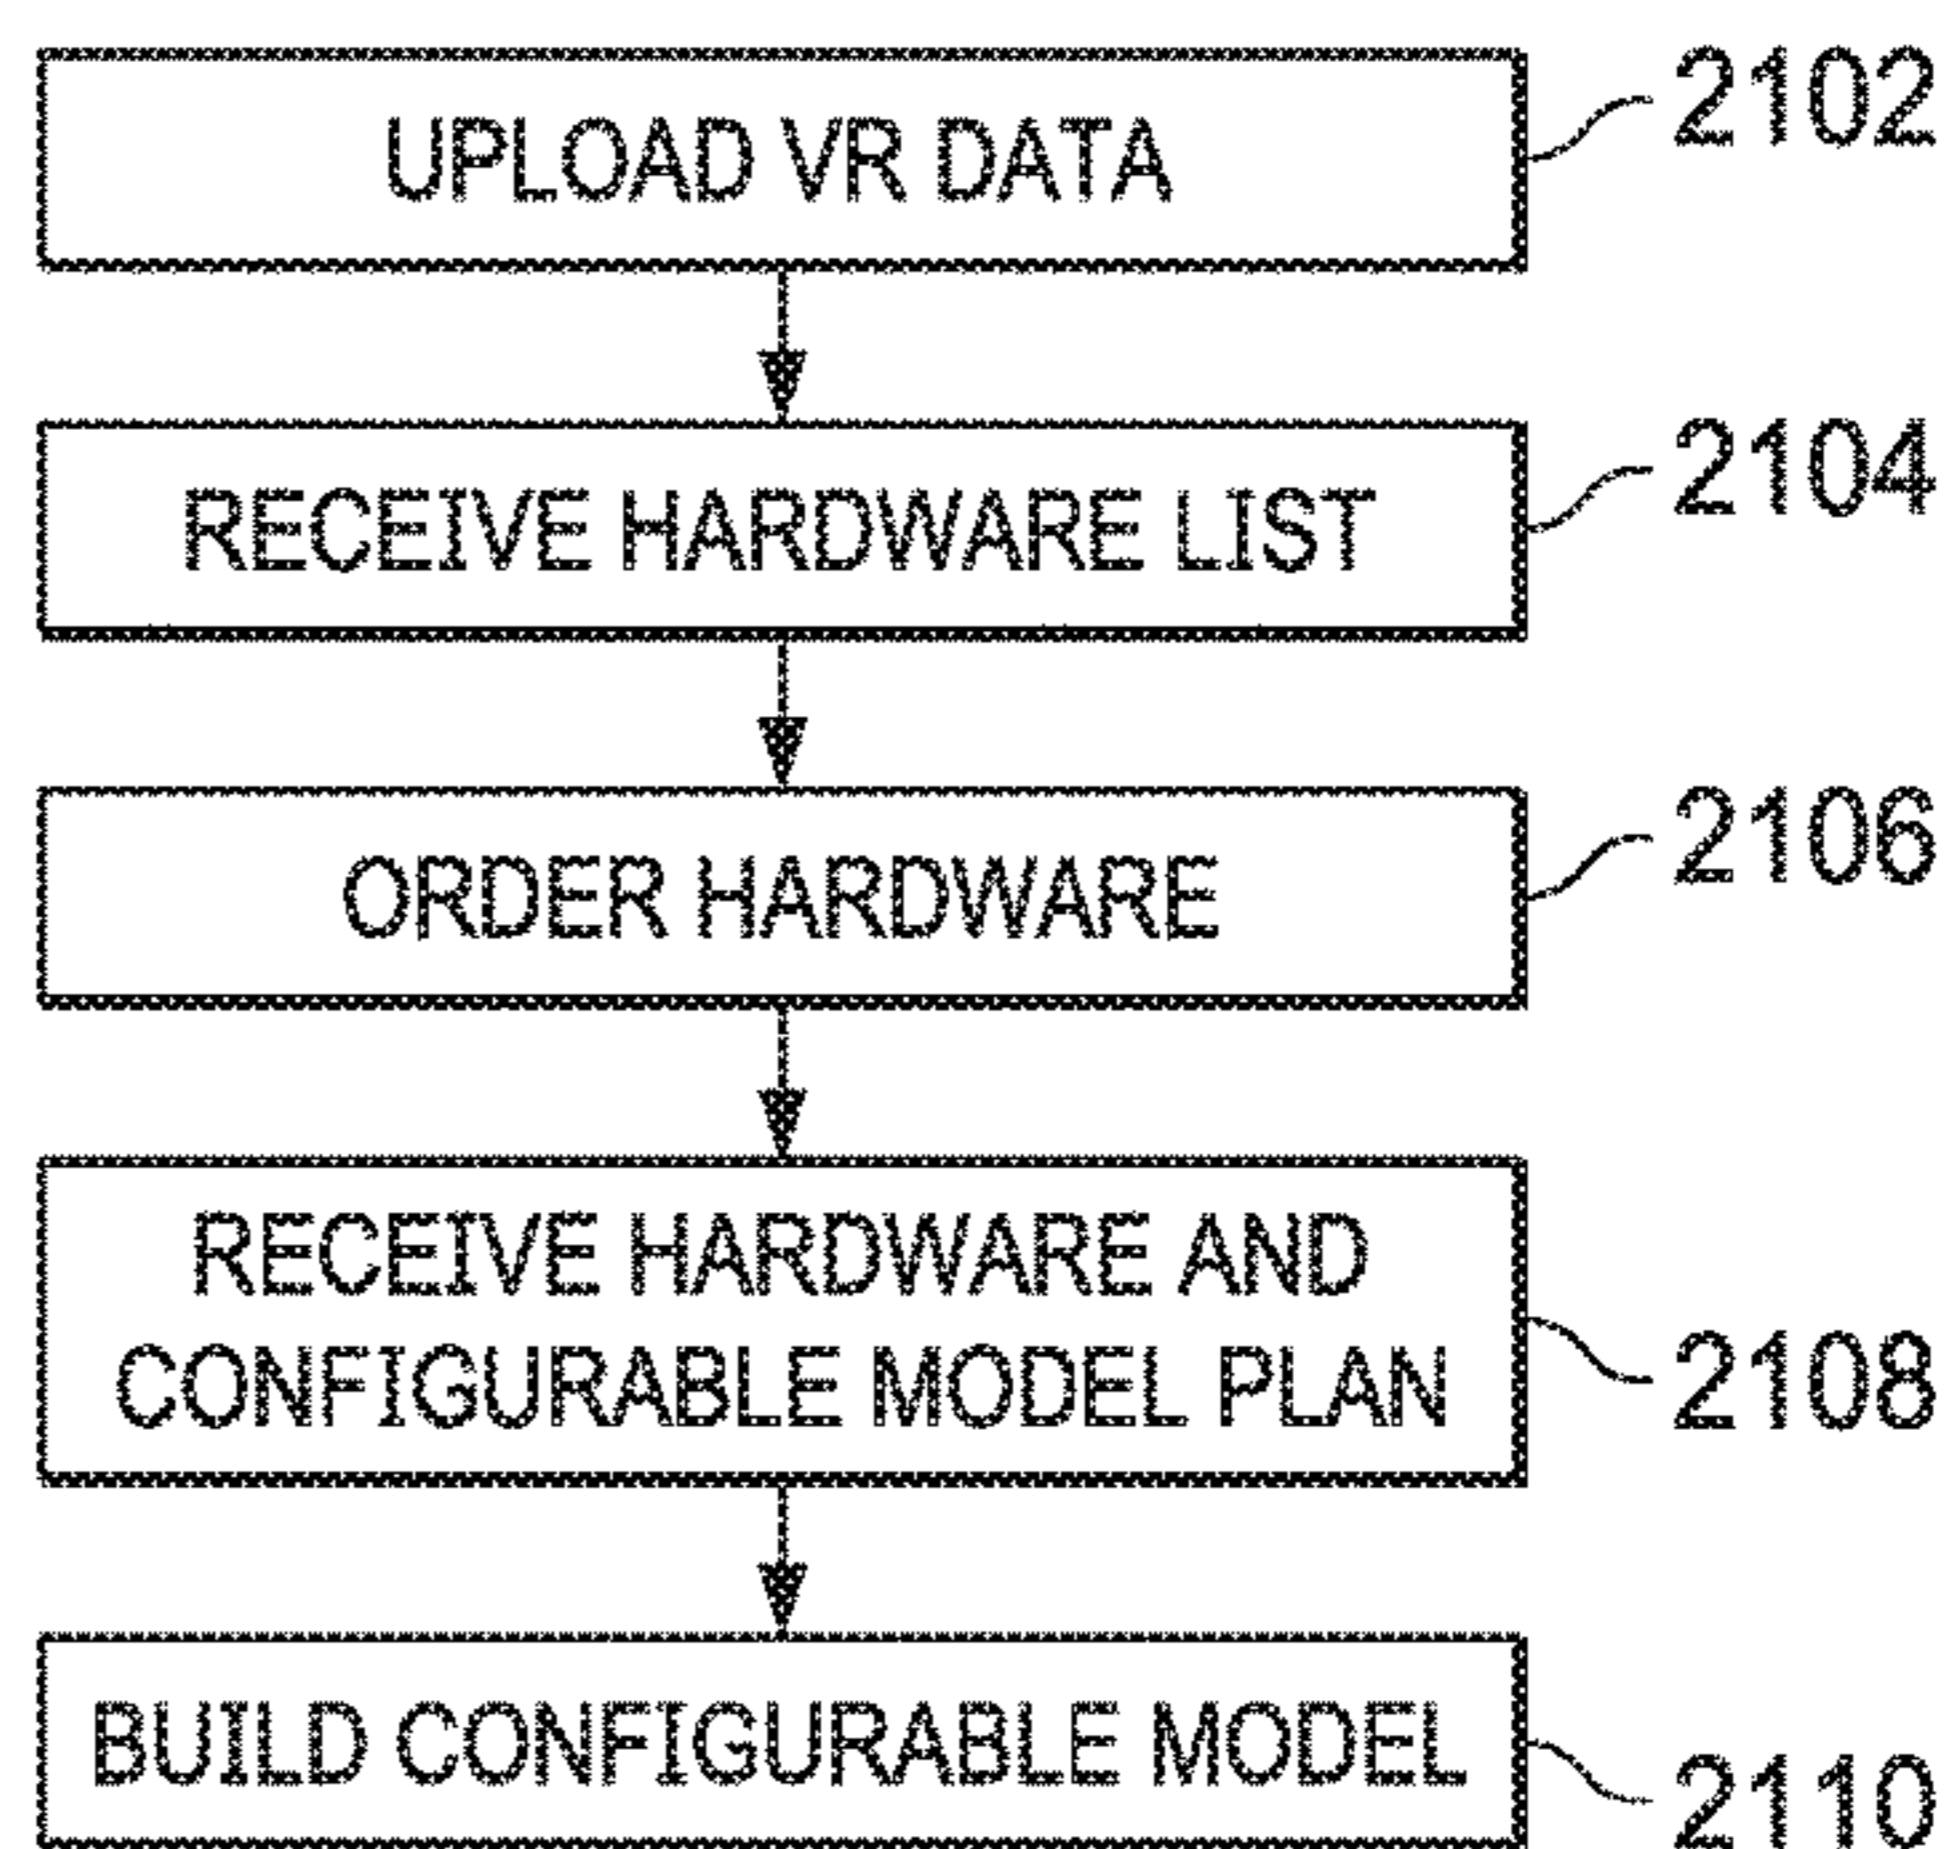 UPLOAD VR DATA
2102
RECEIVE HARDWARE LIST
2104
ORDER HARDWARE
2106
RECEIVE HARDWARE AND
CONFIGURABLE MODEL PLAN
2108
BUILD CONFIGURABLE MODEL
2110